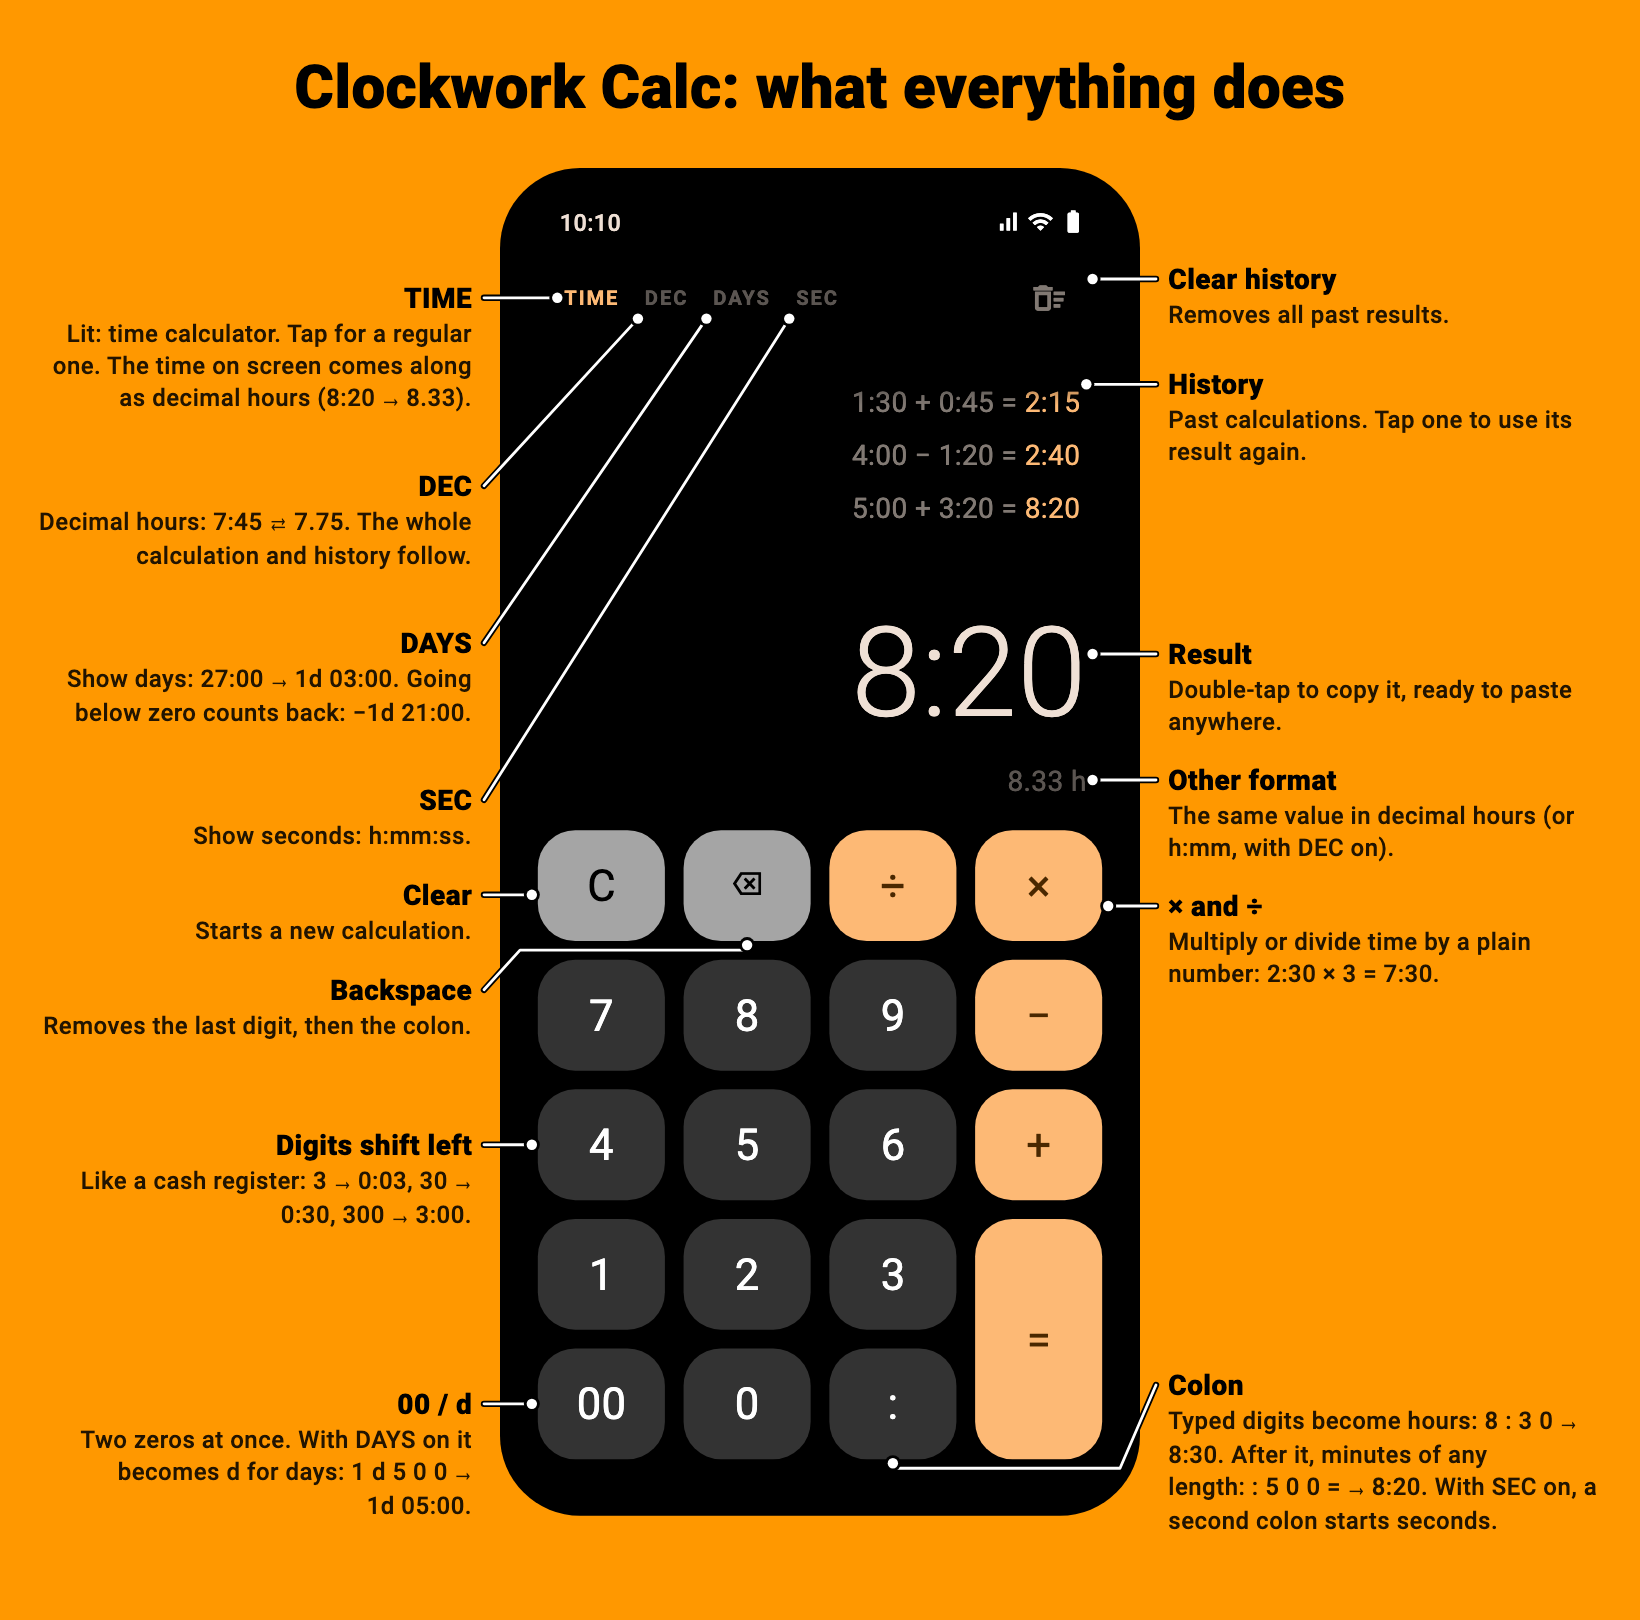 Clockwork Calc: what everything does
10:10
TIME
Lit: time calculator. Tap for a regular
one. The time on screen comes along
as decimal hours (8:20 → 8.33).
DEC
Decimal hours: 7:45 ⇄ 7.75. The whole
calculation and history follow.
DAYS
Show days: 27:00 → 1d 03:00. Going
below zero counts back: −1d 21:00.
SEC
Show seconds: h:mm:ss.
Clear
Starts a new calculation.
Backspace
Removes the last digit, then the colon.
Digits shift left
Like a cash register: 3 → 0:03, 30 →
0:30, 300 → 3:00.
00 / d
Two zeros at once. With DAYS on it
becomes d for days: 1 d 5 0 0 →
1d 05:00.
TIME DEC DAYS SEC
1:30 + 0:45 = 2:15
4:00 − 1:20 = 2:40
5:00 + 3:20 = 8:20
8:20
8.33 h
C ÷ ×
7 8 9 −
4 5 6 +
1 2 3
=
00 0 :
Clear history
Removes all past results.
History
Past calculations. Tap one to use its
result again.
Result
Double-tap to copy it, ready to paste
anywhere.
Other format
The same value in decimal hours (or
h:mm, with DEC on).
× and ÷
Multiply or divide time by a plain
number: 2:30 × 3 = 7:30.
Colon
Typed digits become hours: 8 : 3 0 →
8:30. After it, minutes of any
length: : 5 0 0 = → 8:20. With SEC on, a
second colon starts seconds.